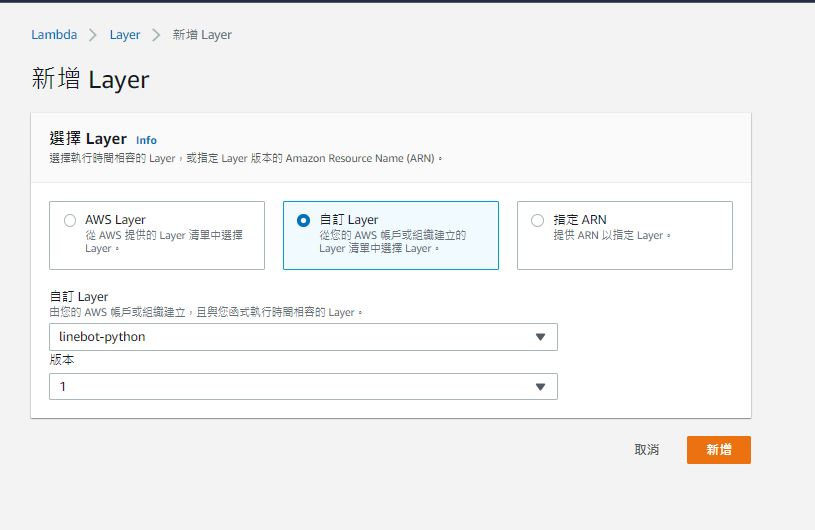 Lambda > Layer > 新增 Layer
新增 Layer
選擇 Layer Info
選擇執行時間相容的 Layer，或指定 Layer 版本的 Amazon Resource Name (ARN)。
AWS Layer
從 AWS 提供的 Layer 清單中選擇
Layer。
自訂 Layer
從您的 AWS 帳戶或組織建立的
Layer 清單中選擇 Layer。
指定 ARN
提供 ARN 以指定 Layer。
自訂 Layer
由您的 AWS 帳戶或組織建立，且與您函式執行時間相容的 Layer。
linebot-python
版本
1
取消 新增